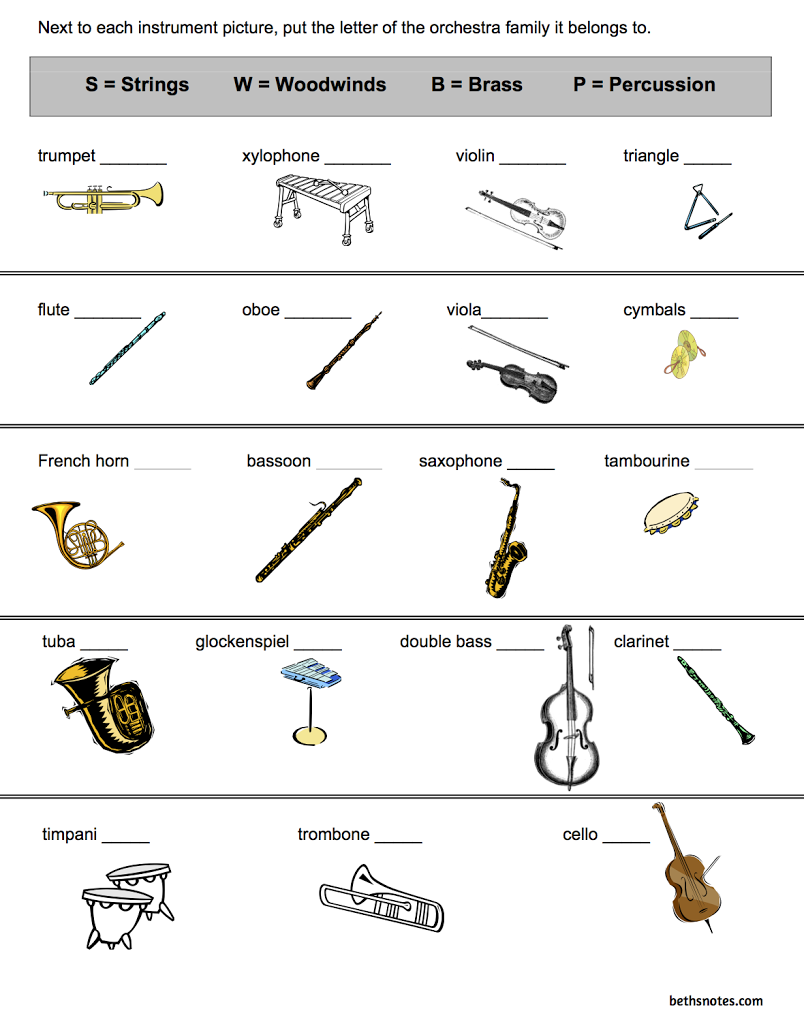 Next to each instrument picture, put the letter of the orchestra family it belongs to.
S = Strings W = Woodwinds B = Brass P = Percussion
trumpet _______ xylophone _______ violin _______ triangle _____
flute _______ oboe _______ viola_______ cymbals _____
French horn ______ bassoon _______ saxophone _____ tambourine ______
tuba _____ glockenspiel _____ double bass _____ clarinet _____
timpani _____ trombone _____ cello _____
bethsnotes.com